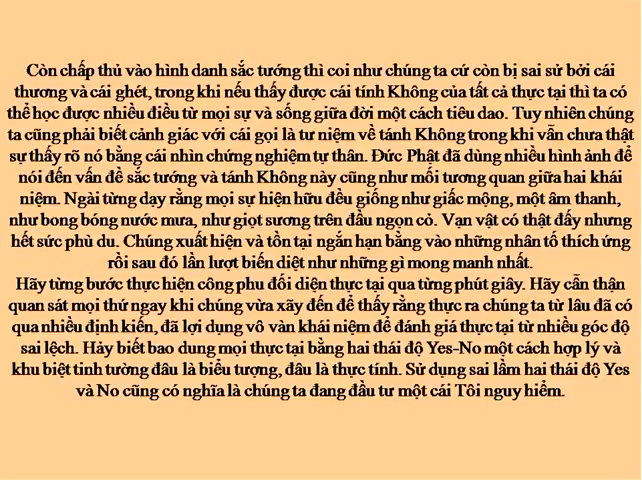 Còn chấp thủ vào hình danh sắc tướng thì coi như chúng ta cứ còn bị sai sử bởi cái
thương và cái ghét, trong khi nếu thấy được cái tính Không của tất cả thực tại thì ta có
thể học được nhiều điều từ mọi sự và sống giữa đời một cách tiêu dao. Tuy nhiên chúng
ta cũng phải biết cảnh giác với cái gọi là tư niệm về tánh Không trong khi vẫn chưa thật
sự thấy rõ nó bằng cái nhìn chứng nghiệm tự thân. Đức Phật đã dùng nhiều hình ảnh để
nói đến vấn đề sắc tướng và tánh Không này cũng như mối tương quan giữa hai khái
niệm. Ngài từng dạy rằng mọi sự hiện hữu đều giống như giấc mộng, một âm thanh,
như bong bóng nước mưa, như giọt sương trên đầu ngọn cỏ. Vạn vật có thật đấy nhưng
hết sức phù du. Chúng xuất hiện và tồn tại ngắn hạn bằng vào những nhân tố thích ứng
rồi sau đó lần lượt biến diệt như những gì mong manh nhất.
Hãy từng bước thực hiện công phu đối diện thực tại qua từng phút giây. Hãy cẩn thận
quan sát mọi thứ ngay khi chúng vừa xãy đến để thấy rằng thực ra chúng ta từ lâu đã có
qua nhiều định kiến, đã lợi dụng vô vàn khái niệm để đánh giá thực tại từ nhiều góc độ
sai lệch. Hảy biết bao dung mọi thực tại bằng hai thái độ Yes-No một cách hợp lý và
khu biệt tinh tường đâu là biểu tượng, đâu là thực tính. Sử dụng sai lầm hai thái độ Yes
và No cũng có nghĩa là chúng ta đang đầu tư một cái Tôi nguy hiểm.